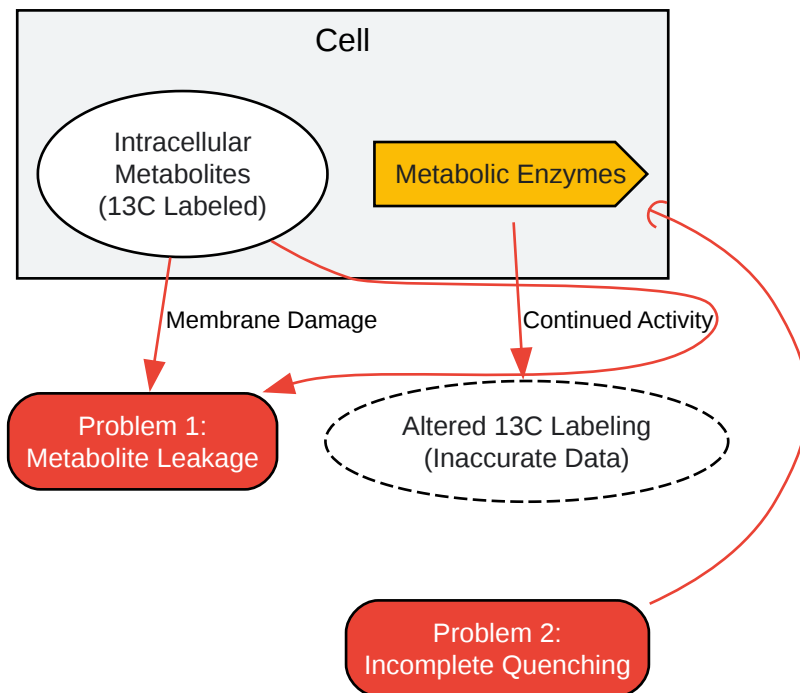 Cell
Intracellular
Metabolites
(13C Labeled)
Metabolic Enzymes
Membrane Damage
Continued Activity
Problem 1:
Metabolite Leakage
Altered 13C Labeling
(Inaccurate Data)
Problem 2:
Incomplete Quenching